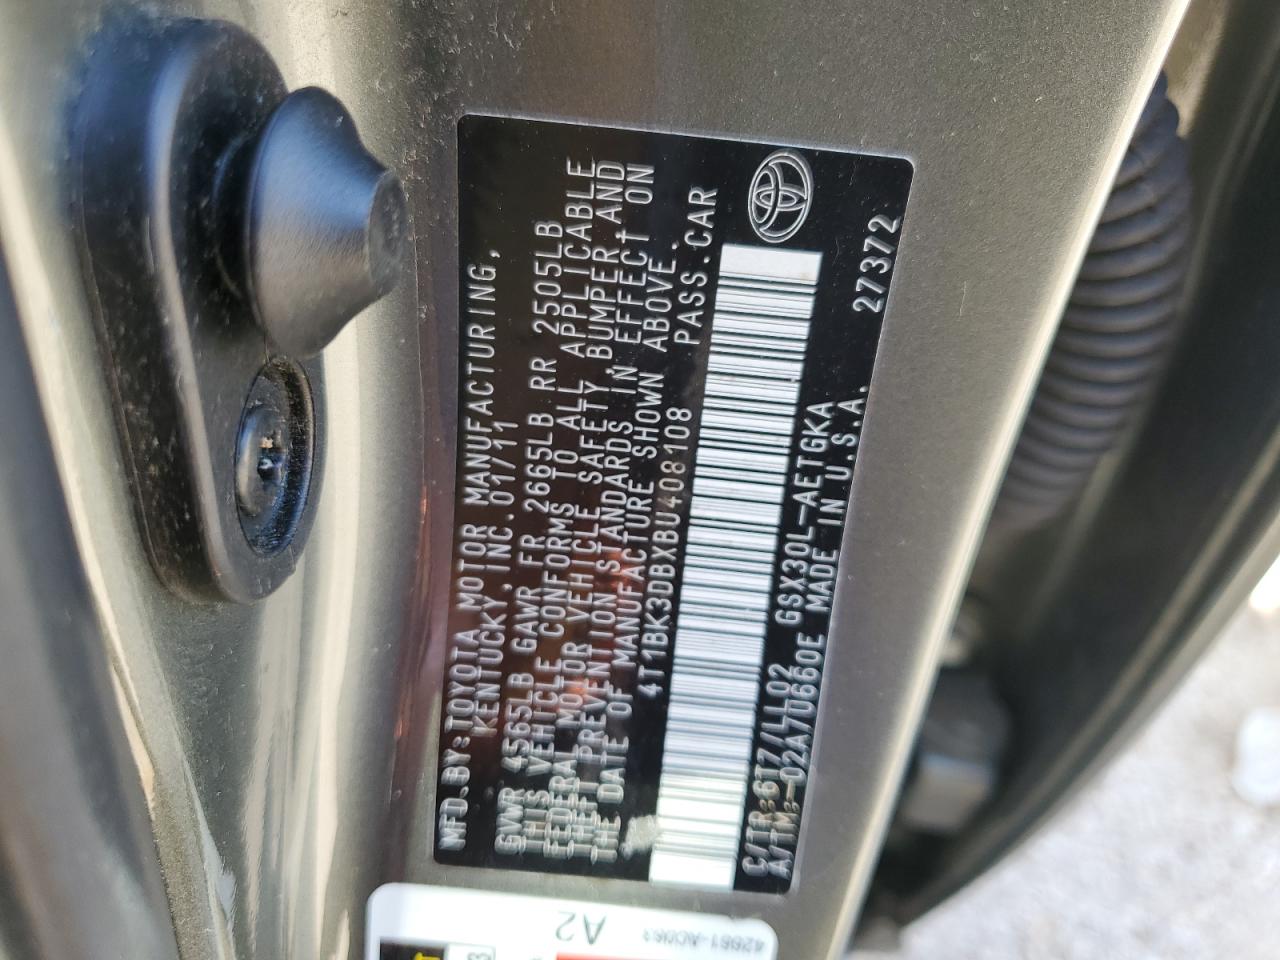 MFD.BY:TOYOTA MOTOR MANUFACTURING,
KENTUCKY, INC.01/11
GVWR 4565LB GAWR FR 2665LB RR 2505LB
THIS VEHICLE CONFORMS TO ALL APPLICABLE
FEDERAL MOTOR VEHICLE SAFETY,BUMPER,AND
THEFT PREVENTION STANDARDS IN EFFECT ON
THE DATE OF MANUFACTURE SHOWN ABOVE.
4T1BK3DBXBU408108 PASS.CAR
C/TR:6T7/LL02 GSX30L-AETGKA 27372
A/TM:-02A/U660E MADE IN U.S.A.
A2